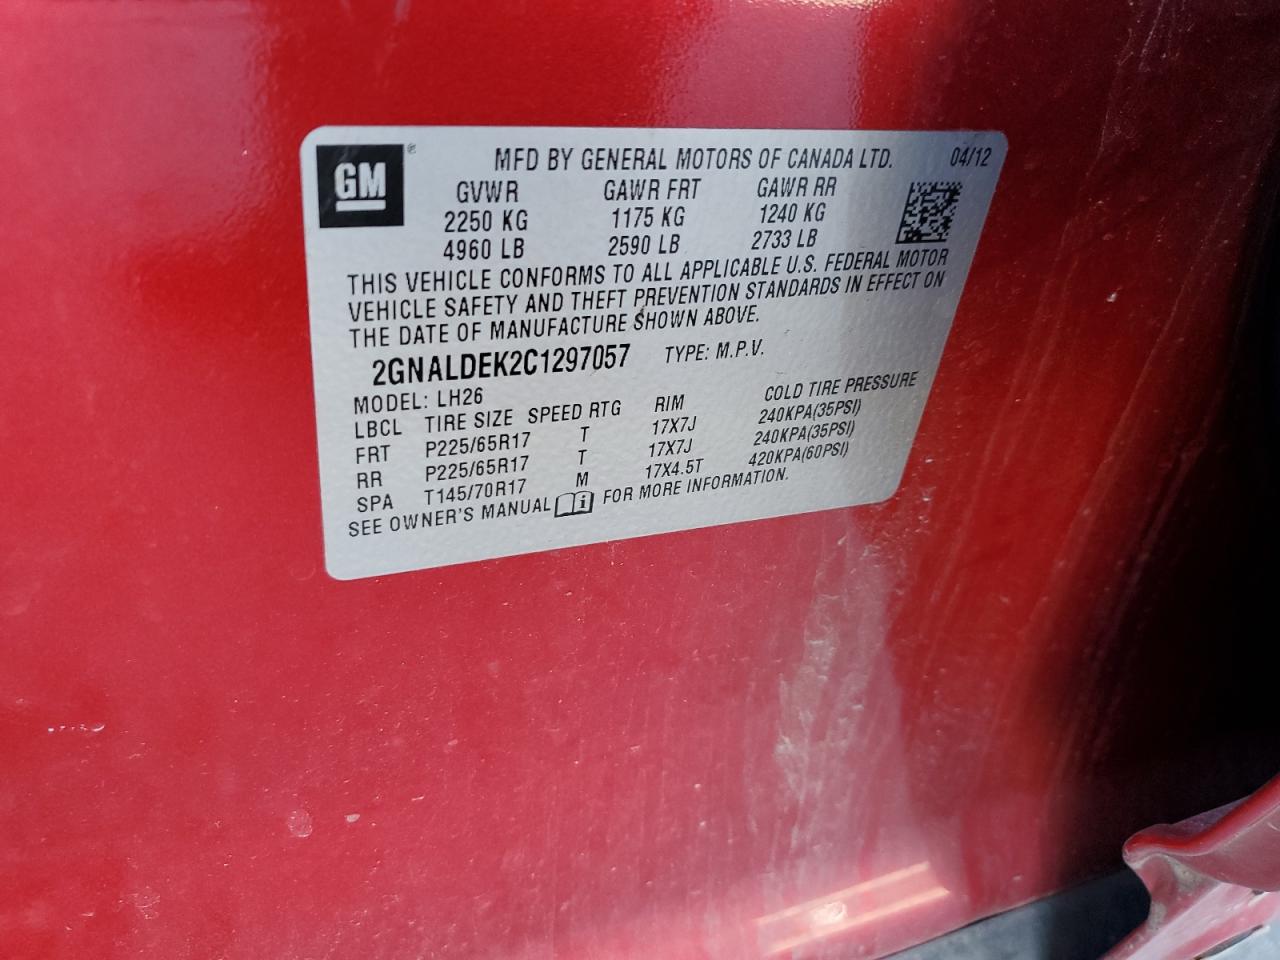 GM ® MFD BY GENERAL MOTORS OF CANADA LTD. 04/12
GVWR GAWR FRT GAWR RR
2250 KG 1175 KG 1240 KG
4960 LB 2590 LB 2733 LB
THIS VEHICLE CONFORMS TO ALL APPLICABLE U.S. FEDERAL MOTOR
VEHICLE SAFETY AND THEFT PREVENTION STANDARDS IN EFFECT ON
THE DATE OF MANUFACTURE SHOWN ABOVE.
2GNALDEK2C1297057 TYPE: M.P.V.
MODEL: LH26
LBCL TIRE SIZE SPEED RTG RIM COLD TIRE PRESSURE
FRT P225/65R17 T 17X7J 240KPA(35PSI)
RR P225/65R17 T 17X7J 240KPA(35PSI)
SPA T145/70R17 M 17X4.5T 420KPA(60PSI)
SEE OWNER'S MANUAL i FOR MORE INFORMATION.